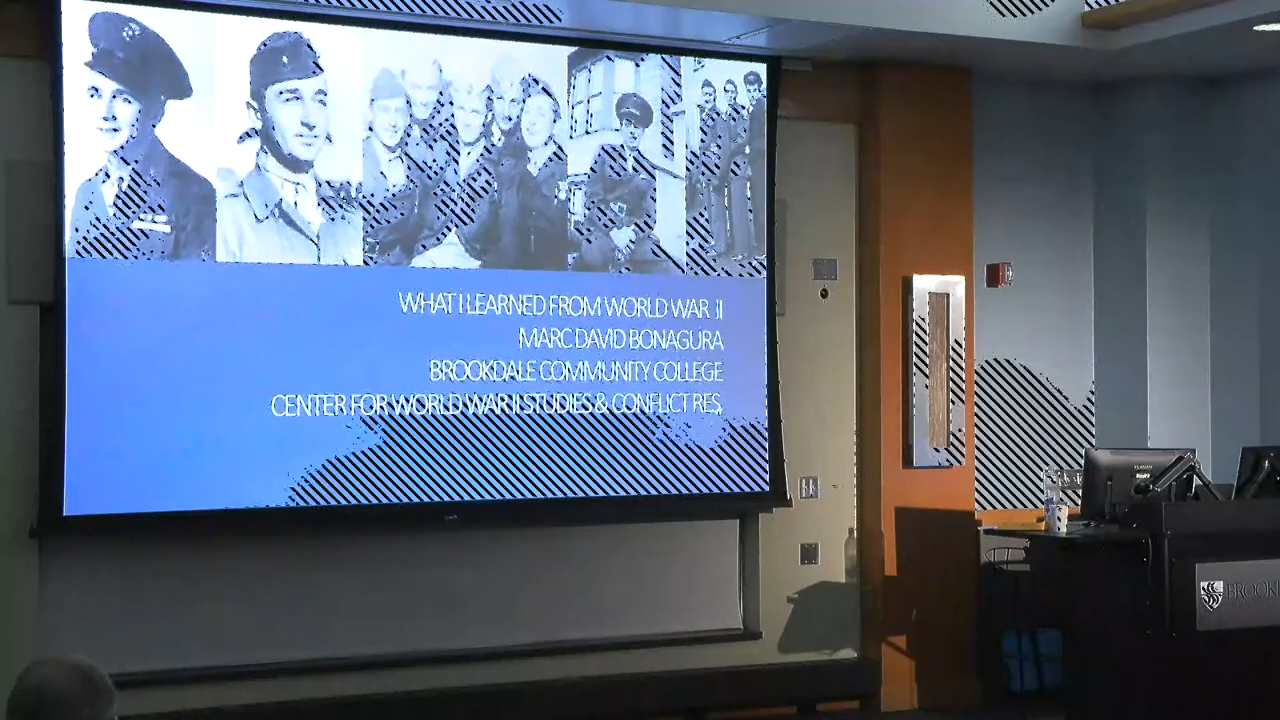 WHAT I LEARNED FROM WORLD WAR II
MARC DAVID BONAGURA
BROOKDALE COMMUNITY COLLEGE
CENTER FOR WORLD WAR II STUDIES & CONFLICT RES.